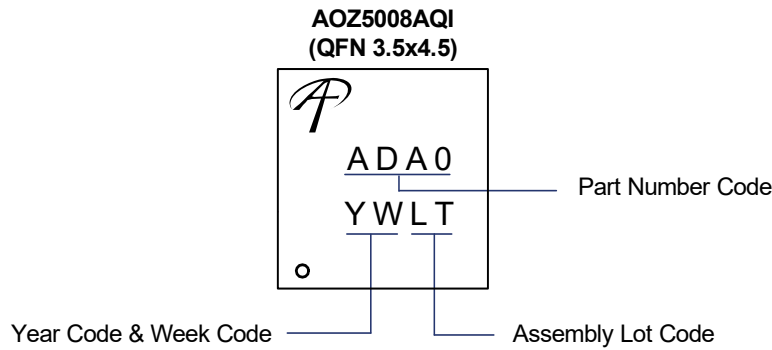 AOZ5008AQI
(QFN 3.5x4.5)
ADA0
Part Number Code
YWLT
Year Code & Week Code
Assembly Lot Code